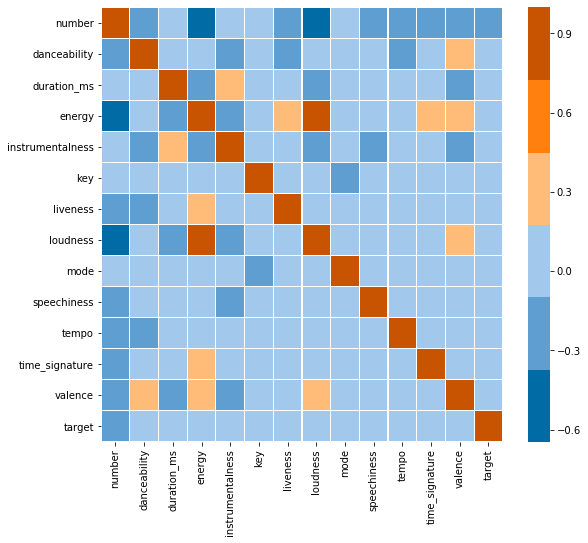 number
danceability
duration_ms
energy
instrumentalness
key
liveness
loudness
mode
speechiness
tempo
time_signature
valence
target
number
danceability
duration_ms
energy
instrumentalness
key
liveness
loudness
mode
speechiness
tempo
time_signature
valence
target
0.9
0.6
0.3
0.0
−0.3
−0.6